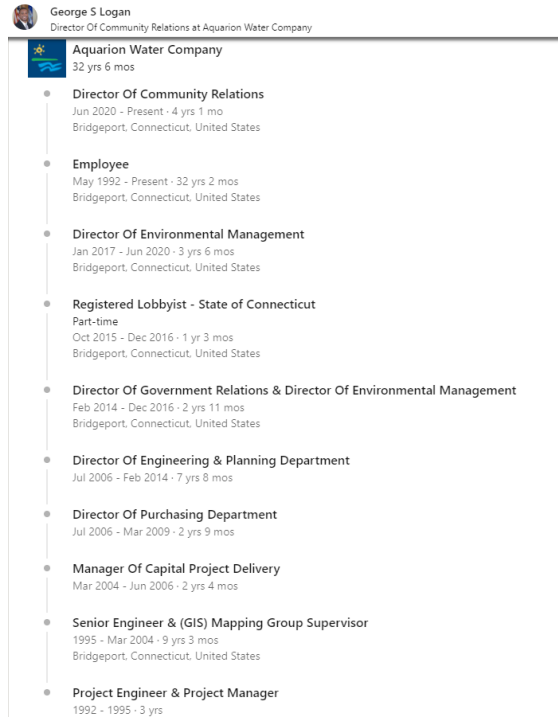 George S Logan
Director Of Community Relations at Aquarion Water Company
Aquarion Water Company
32 yrs 6 mos
Director Of Community Relations
Jun 2020 - Present · 4 yrs 1 mo
Bridgeport, Connecticut, United States
Employee
May 1992 - Present · 32 yrs 2 mos
Bridgeport, Connecticut, United States
Director Of Environmental Management
Jan 2017 - Jun 2020 · 3 yrs 6 mos
Bridgeport, Connecticut, United States
Registered Lobbyist - State of Connecticut
Part-time
Oct 2015 - Dec 2016 · 1 yr 3 mos
Bridgeport, Connecticut, United States
Director Of Government Relations & Director Of Environmental Management
Feb 2014 - Dec 2016 · 2 yrs 11 mos
Bridgeport, Connecticut, United States
Director Of Engineering & Planning Department
Jul 2006 - Feb 2014 · 7 yrs 8 mos
Director Of Purchasing Department
Jul 2006 - Mar 2009 · 2 yrs 9 mos
Manager Of Capital Project Delivery
Mar 2004 - Jun 2006 · 2 yrs 4 mos
Senior Engineer & (GIS) Mapping Group Supervisor
1995 - Mar 2004 · 9 yrs 3 mos
Bridgeport, Connecticut, United States
Project Engineer & Project Manager
1992 - 1995 · 3 yrs